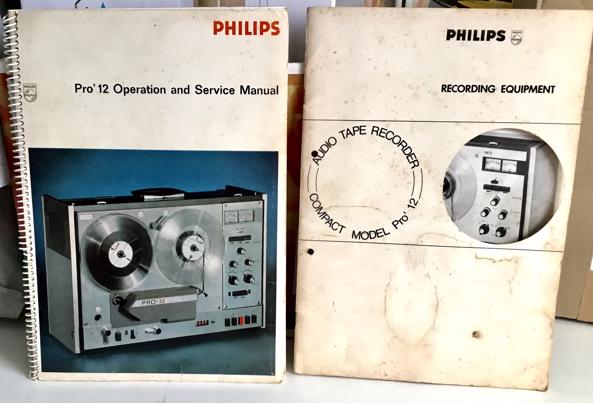 PHILIPS
Pro' 12 Operation and Service Manual
PRO'12
PHILIPS
RECORDING EQUIPMENT
AUDIO TAPE RECORDER
COMPACT MODEL Pro' 12